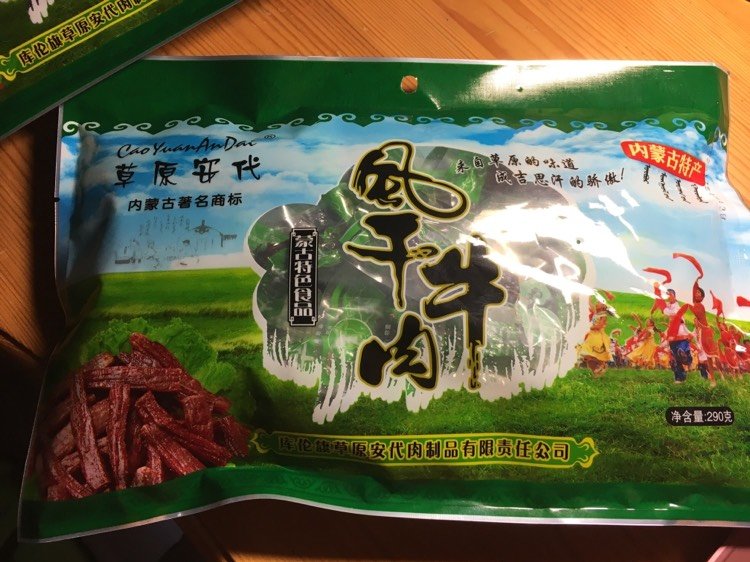 库伦旗草原安代肉制
CaoYuanAnDai®
草原安代
内蒙古著名商标
风干牛肉
蒙古特色食品
来自草原的味道
成吉思汗的骄傲!
内蒙古特产
净含量:290克
库伦旗草原安代肉制品有限责任公司